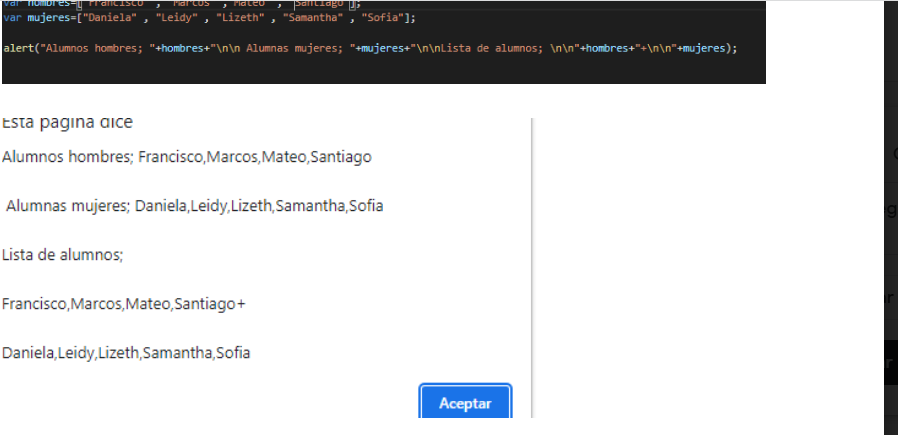 var hombres=["Francisco" , "Marcos" ,"Mateo" , "Santiago"];
var mujeres=["Daniela" , "Leidy" , "Lizeth" , "Samantha" , "Sofia"];
alert("Alumnos hombres; "+hombres+"\n\n Alumnas mujeres; "+mujeres+"\n\nLista de alumnos; \n\n"+hombres+"+\n\n"+mujeres);
Esta página dice
Alumnos hombres; Francisco,Marcos,Mateo,Santiago
Alumnas mujeres; Daniela,Leidy,Lizeth,Samantha,Sofia
Lista de alumnos;
Francisco,Marcos,Mateo,Santiago+
Daniela,Leidy,Lizeth,Samantha,Sofia
Aceptar